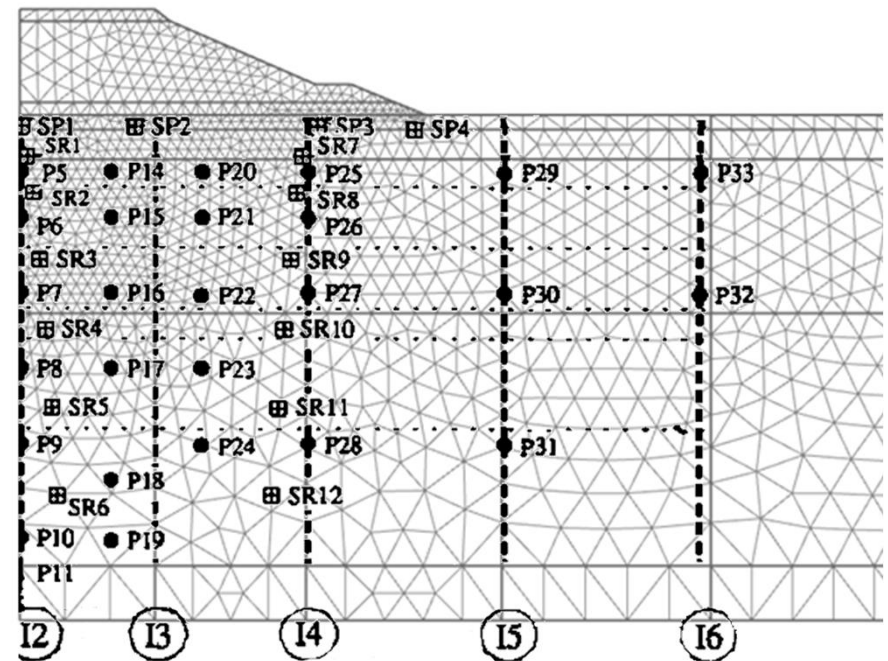 SP1 SP2 SP3 SP4
SR1 SR7
P5 P14 P20 P25 P29 P33
SR2 SR8
P6 P15 P21 P26
SR3 SR9
P7 P16 P22 P27 P30 P32
SR4 SR10
P8 P17 P23
SR5 SR11
P9 P24 P28 P31
P18
SR6 SR12
P10 P19
P11
I2 I3 I4 I5 I6